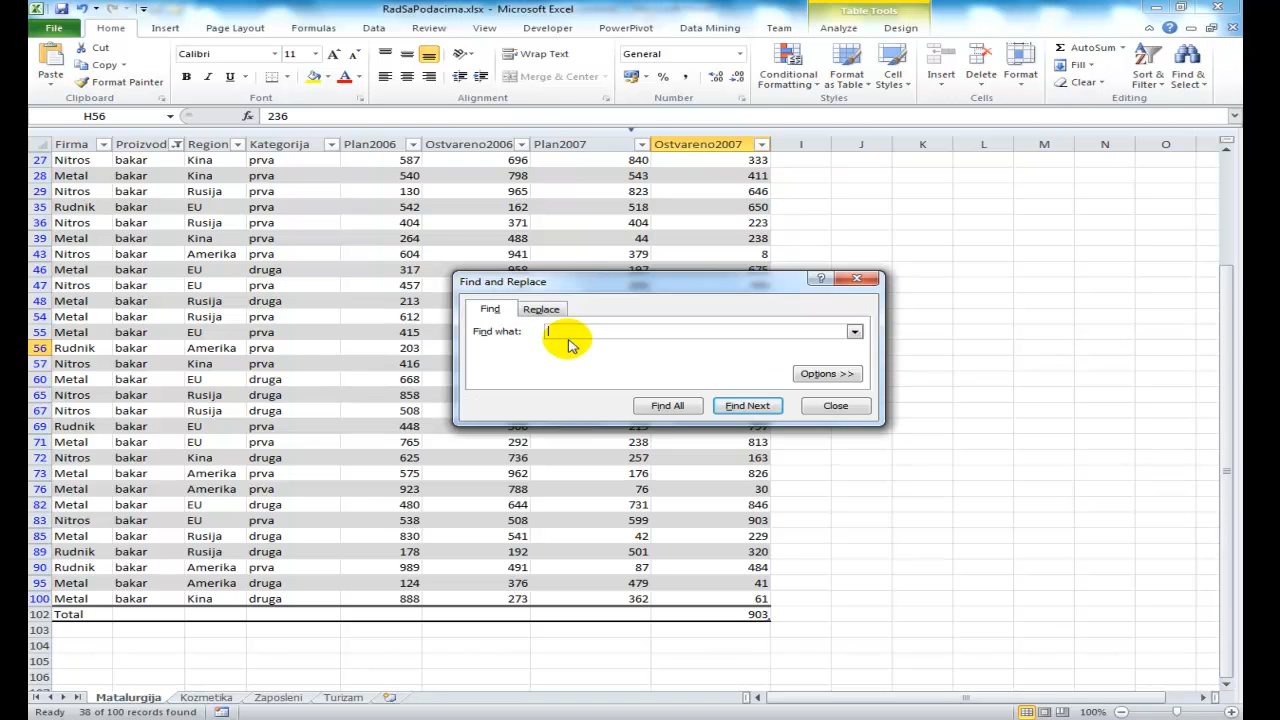 RadSaPodacima.xlsx - Microsoft Excel
Table Tools
File Home Insert Page Layout Formulas Data Review View Developer PowerPivot Data Mining Team Analyze Design
Paste
Cut
Copy
Format Painter
Clipboard
Calibri 11
B I U A
Font
Wrap Text
Merge & Center
Alignment
General
Number
Conditional Formatting
Format as Table
Cell Styles
Styles
Insert
Delete
Format
Cells
AutoSum
Fill
Clear
Sort & Filter
Find & Select
Editing
H56 fx 236
Firma Proizvod Region Kategorija Plan2006 Ostvareno2006 Plan2007 Ostvareno2007 I J K L M N O
27 Nitros bakar Kina prva 587 696 840 333
28 Metal bakar Kina prva 540 798 543 411
29 Nitros bakar Rusija prva 130 965 823 646
35 Rudnik bakar EU prva 542 162 518 650
36 Nitros bakar Rusija prva 404 371 404 223
39 Metal bakar Kina prva 264 488 44 238
43 Nitros bakar Amerika prva 604 941 379 8
46 Metal bakar EU druga 317
47 Nitros bakar EU prva 457
48 Metal bakar Rusija druga 213
54 Metal bakar Rusija prva 612
55 Metal bakar EU prva 415
56 Rudnik bakar Amerika prva 203
57 Nitros bakar Kina prva 416
60 Metal bakar EU druga 668
65 Nitros bakar Rusija druga 858
67 Nitros bakar Rusija druga 508
69 Rudnik bakar EU druga 448
71 Metal bakar EU prva 765 292 238 813
72 Nitros bakar Kina druga 625 736 257 163
73 Metal bakar Amerika prva 575 962 176 826
76 Metal bakar Amerika prva 923 788 76 30
82 Metal bakar EU druga 480 644 731 846
83 Nitros bakar EU prva 538 508 599 903
85 Metal bakar Rusija druga 830 541 42 229
89 Rudnik bakar Rusija druga 178 192 501 320
90 Rudnik bakar Amerika prva 989 491 87 484
95 Metal bakar Amerika druga 124 376 479 41
100 Metal bakar Kina druga 888 273 362 61
102 Total 903
103
104
105
106
Find and Replace
Find Replace
Find what:
Options >>
Find All Find Next Close
Matalurgija Kozmetika Zaposleni Turizam
Ready 38 of 100 records found 100%